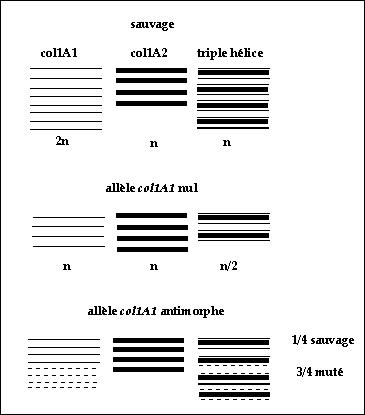 sauvage
col1A1 col1A2 triple hélice
2n n n
allèle col1A1 nul
n n n/2
allèle col1A1 antimorphe
1/4 sauvage
3/4 muté